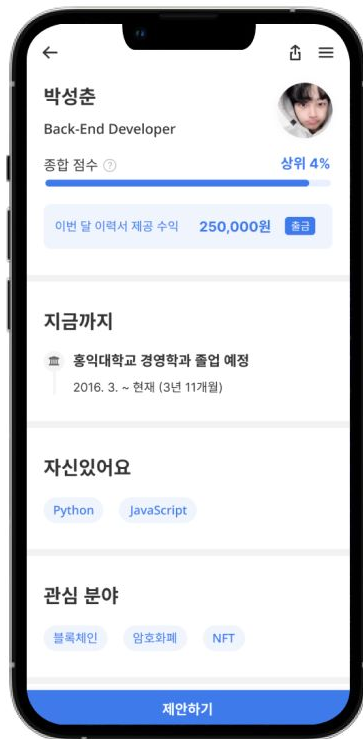 박성춘
Back-End Developer
종합 점수 ?
상위 4%
이번 달 이력서 제공 수익 250,000원 출금
지금까지
홍익대학교 경영학과 졸업 예정
2016. 3. ~ 현재 (3년 11개월)
자신있어요
Python JavaScript
관심 분야
블록체인 암호화폐 NFT
제안하기